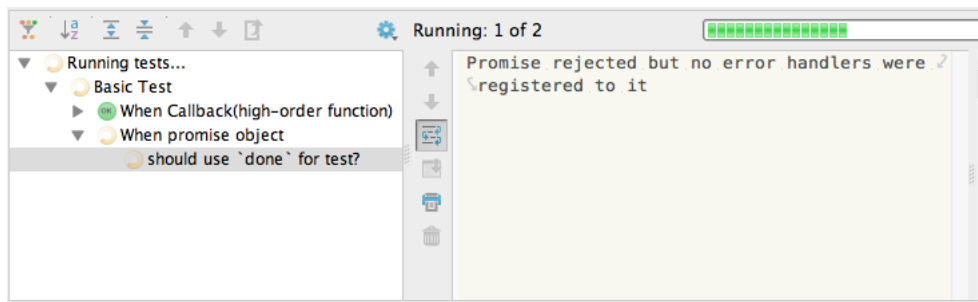 Running: 1 of 2
Running tests...
Basic Test
OK When Callback(high-order function)
When promise object
should use `done` for test?
Promise rejected but no error handlers were
registered to it